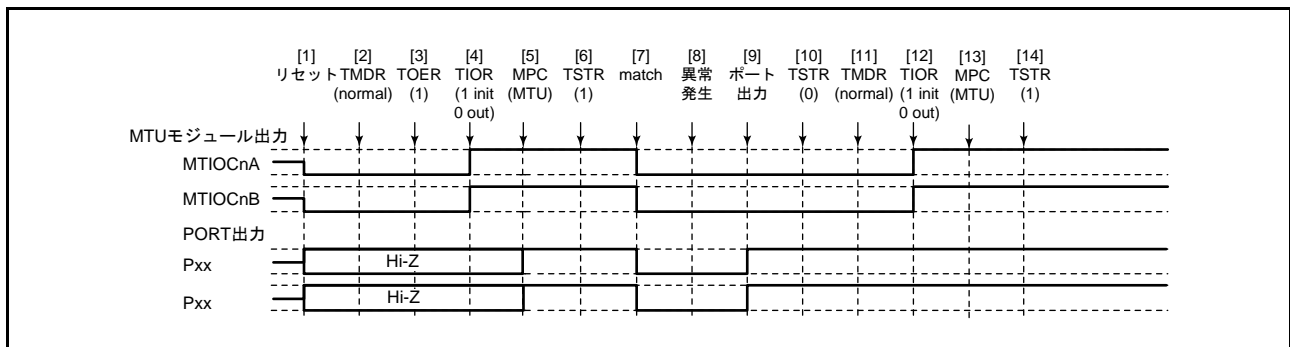 [1] [2] [3] [4] [5] [6] [7] [8] [9] [10] [11] [12] [13] [14]
リセット TMDR TOER TIOR MPC TSTR match 異常 ポート TSTR TMDR TIOR MPC TSTR
(normal) (1) (1 init (MTU) (1) 発生 出力 (0) (normal) (1 init (MTU) (1)
0 out) 0 out)
MTUモジュール出力
MTIOCnA
MTIOCnB
PORT出力
Pxx Hi-Z
Pxx Hi-Z